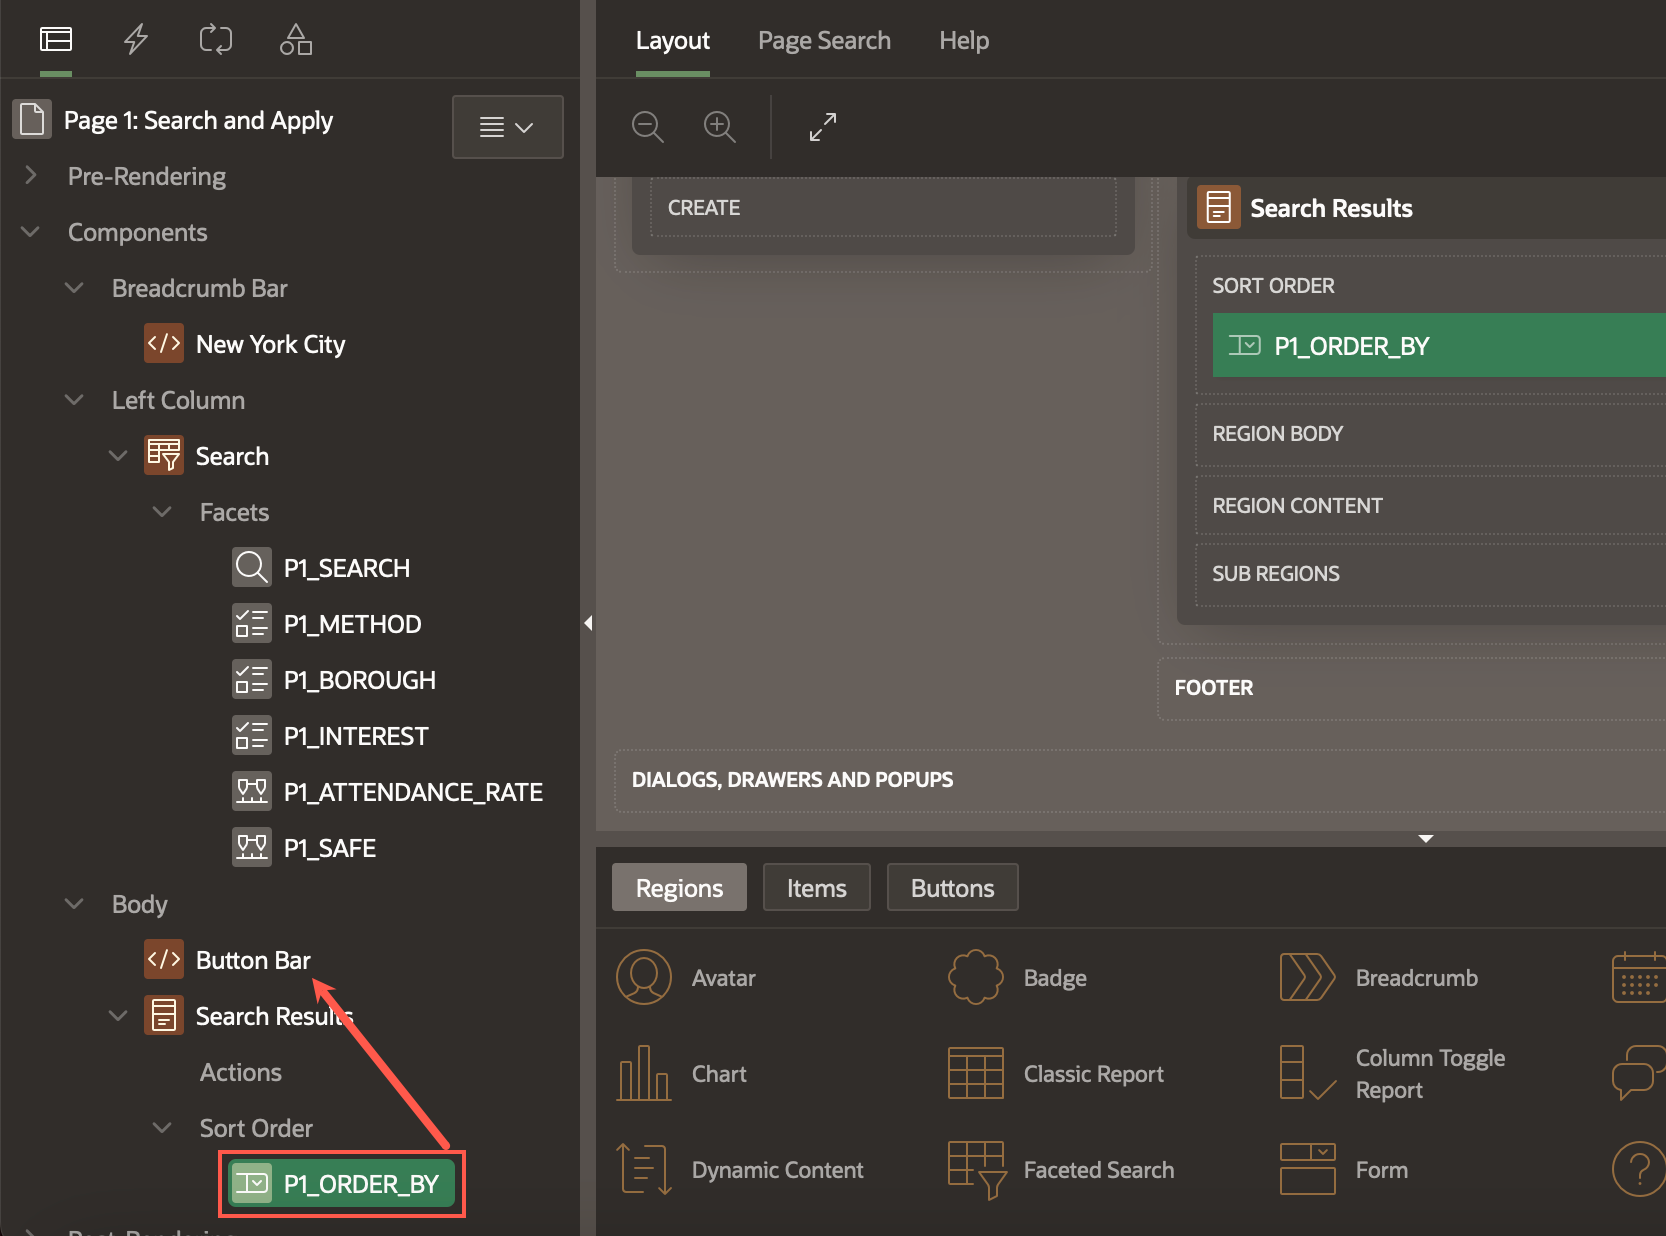 Layout
Page Search
Help
Page 1: Search and Apply
Pre-Rendering
Components
Breadcrumb Bar
New York City
Left Column
Search
Facets
P1_SEARCH
P1_METHOD
P1_BOROUGH
P1_INTEREST
P1_ATTENDANCE_RATE
P1_SAFE
Body
Button Bar
Search Results
Actions
Sort Order
P1_ORDER_BY
CREATE
Search Results
SORT ORDER
P1_ORDER_BY
REGION BODY
REGION CONTENT
SUB REGIONS
FOOTER
DIALOGS, DRAWERS AND POPUPS
Regions
Items
Buttons
Avatar
Badge
Breadcrumb
Chart
Classic Report
Column Toggle
Report
Dynamic Content
Faceted Search
Form